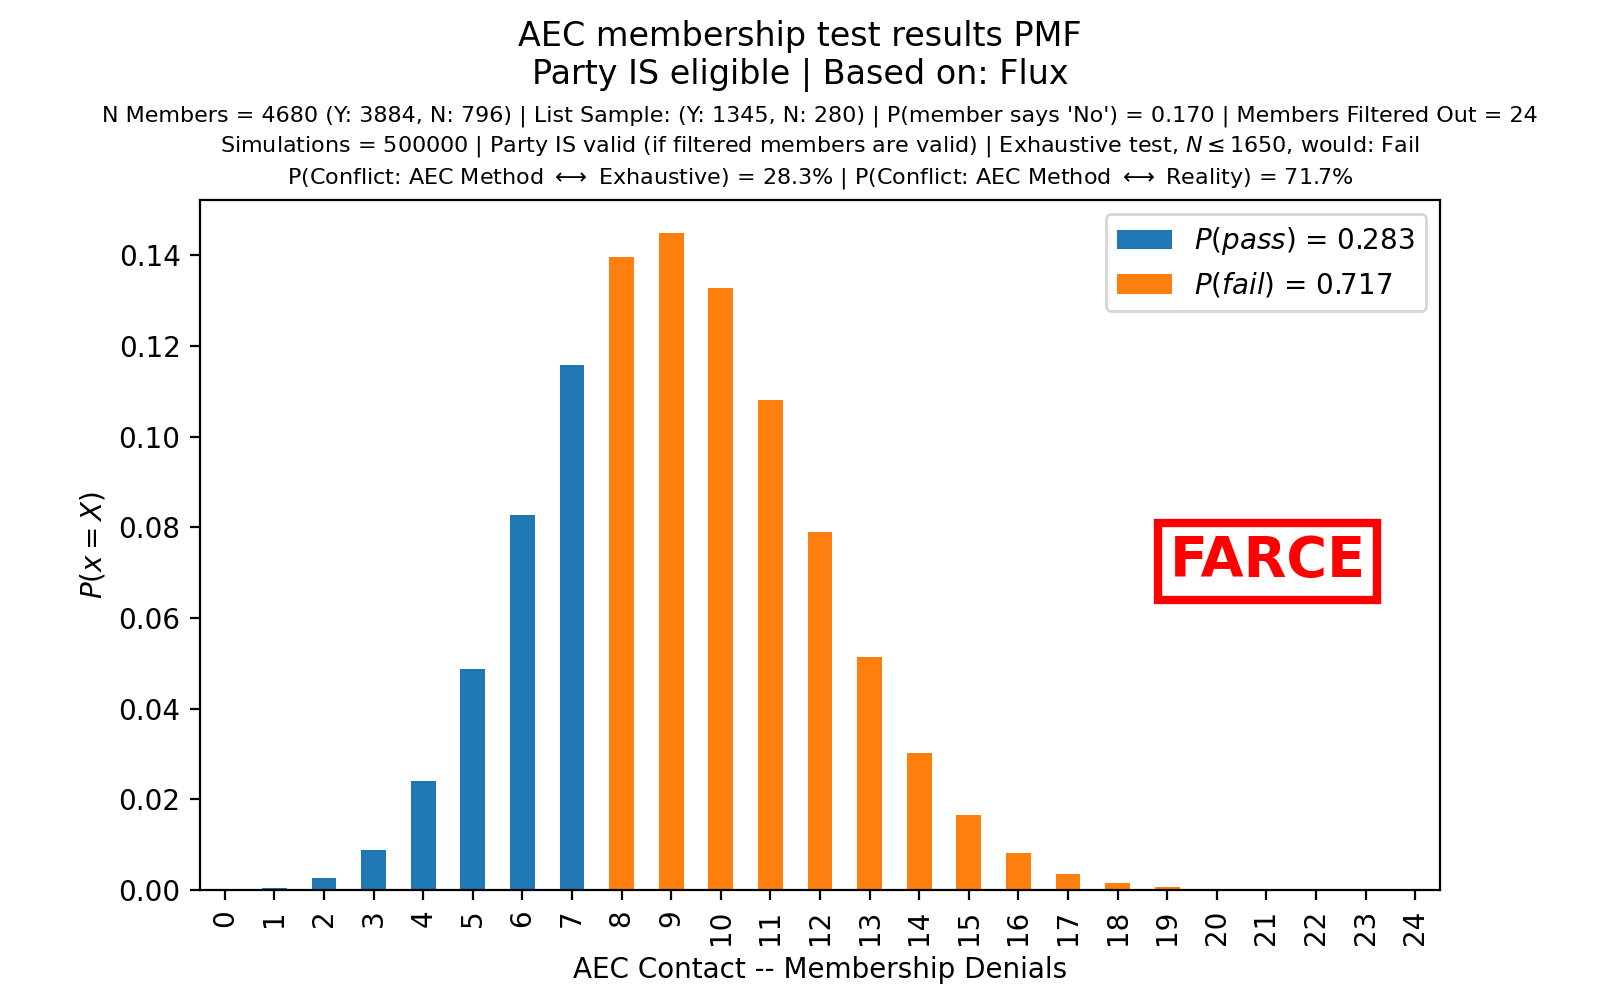 AEC membership test results PMF
Party IS eligible | Based on: Flux
N Members = 4680 (Y: 3884, N: 796) | List Sample: (Y: 1345, N: 280) | P(member says 'No') = 0.170 | Members Filtered Out = 24
Simulations = 500000 | Party IS valid (if filtered members are valid) | Exhaustive test, N ≤ 1650, would: Fail
P(Conflict: AEC Method ⟷ Exhaustive) = 28.3% | P(Conflict: AEC Method ⟷ Reality) = 71.7%
P(pass) = 0.283
P(fail) = 0.717
0.14
0.12
0.10
0.08
0.06
0.04
0.02
0.00
P(x = X)
FARCE
0 1 2 3 4 5 6 7 8 9 10 11 12 13 14 15 16 17 18 19 20 21 22 23 24
AEC Contact -- Membership Denials